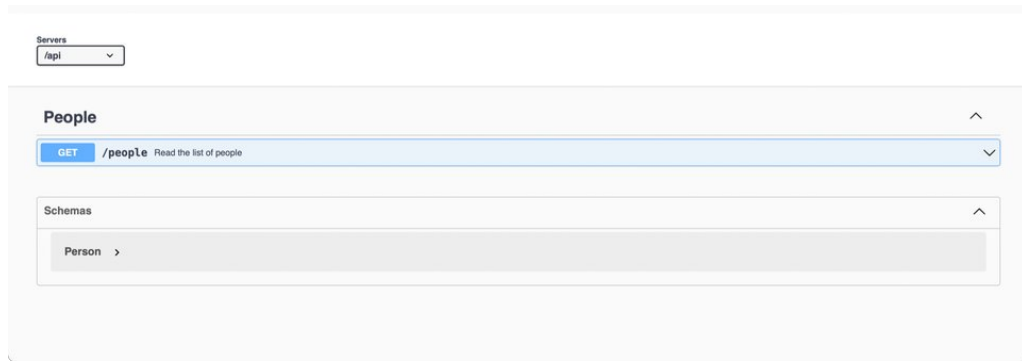 Servers
/api
People
GET /people Read the list of people
Schemas
Person